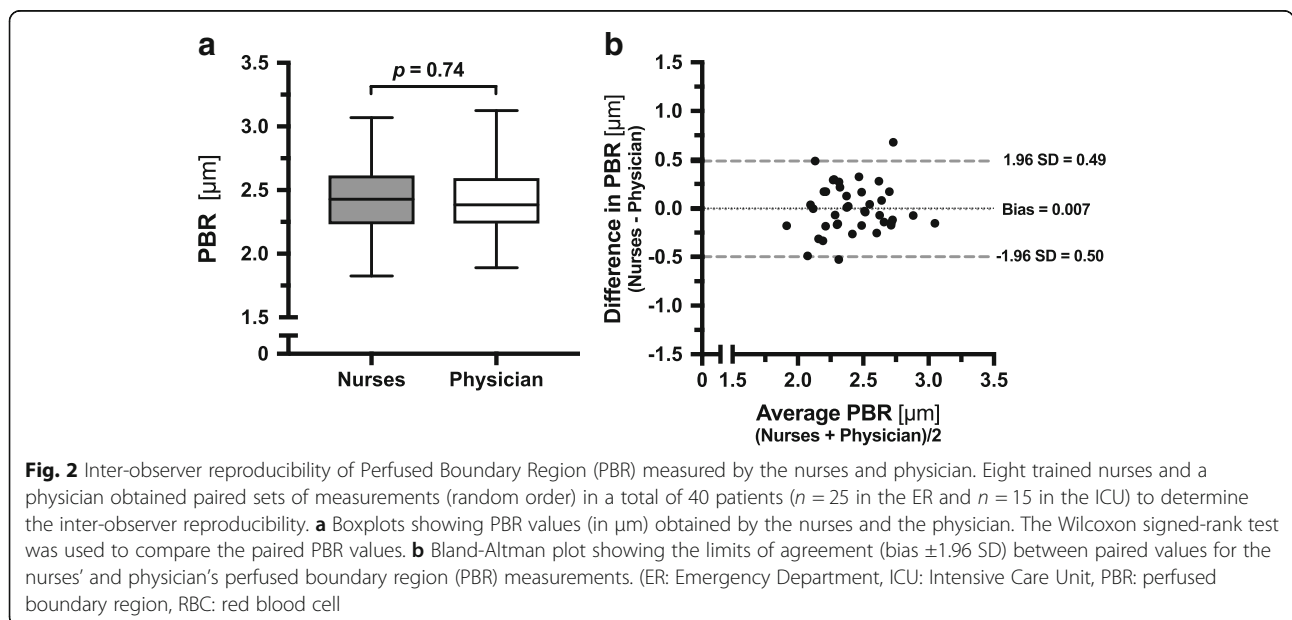 a
3.5
3.0
2.5
2.0
1.5
0
PBR [µm]
p = 0.74
Nurses Physician
b
1.5
1.0
0.5
0.0
-0.5
-1.0
-1.5
Difference in PBR [µm]
(Nurses - Physician)
1.96 SD = 0.49
Bias = 0.007
-1.96 SD = 0.50
0 1.5 2.0 2.5 3.0 3.5
Average PBR [µm]
(Nurses + Physician)/2
Fig. 2 Inter-observer reproducibility of Perfused Boundary Region (PBR) measured by the nurses and physician. Eight trained nurses and a
physician obtained paired sets of measurements (random order) in a total of 40 patients (n = 25 in the ER and n = 15 in the ICU) to determine
the inter-observer reproducibility. a Boxplots showing PBR values (in µm) obtained by the nurses and the physician. The Wilcoxon signed-rank test
was used to compare the paired PBR values. b Bland-Altman plot showing the limits of agreement (bias ±1.96 SD) between paired values for the
nurses' and physician's perfused boundary region (PBR) measurements. (ER: Emergency Department, ICU: Intensive Care Unit, PBR: perfused
boundary region, RBC: red blood cell